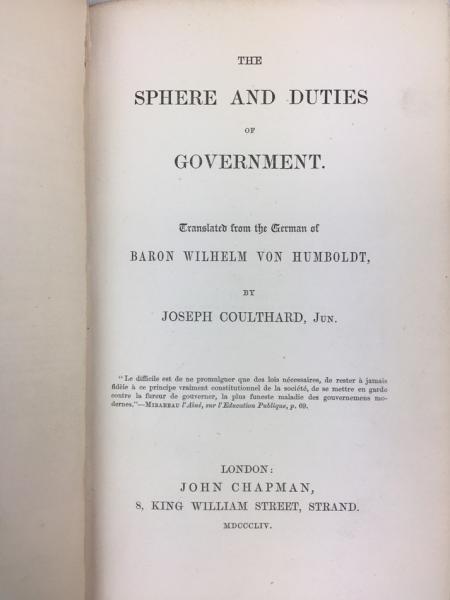 THE
SPHERE AND DUTIES
OF
GOVERNMENT.
Translated from the German of
BARON WILHELM VON HUMBOLDT,
BY
JOSEPH COULTHARD, JUN.
"Le difficile est de ne promulguer que des lois nécessaires, de rester à jamais
fidèle à ce principe vraiment constitutionnel de la société, de se mettre en garde
contre la fureur de gouverner, la plus funeste maladie des gouvernemens mo-
dernes."—MIRABEAU l'Aîné, sur l'Education Publique, p. 69.
LONDON:
JOHN CHAPMAN,
8, KING WILLIAM STREET, STRAND.
MDCCCLIV.